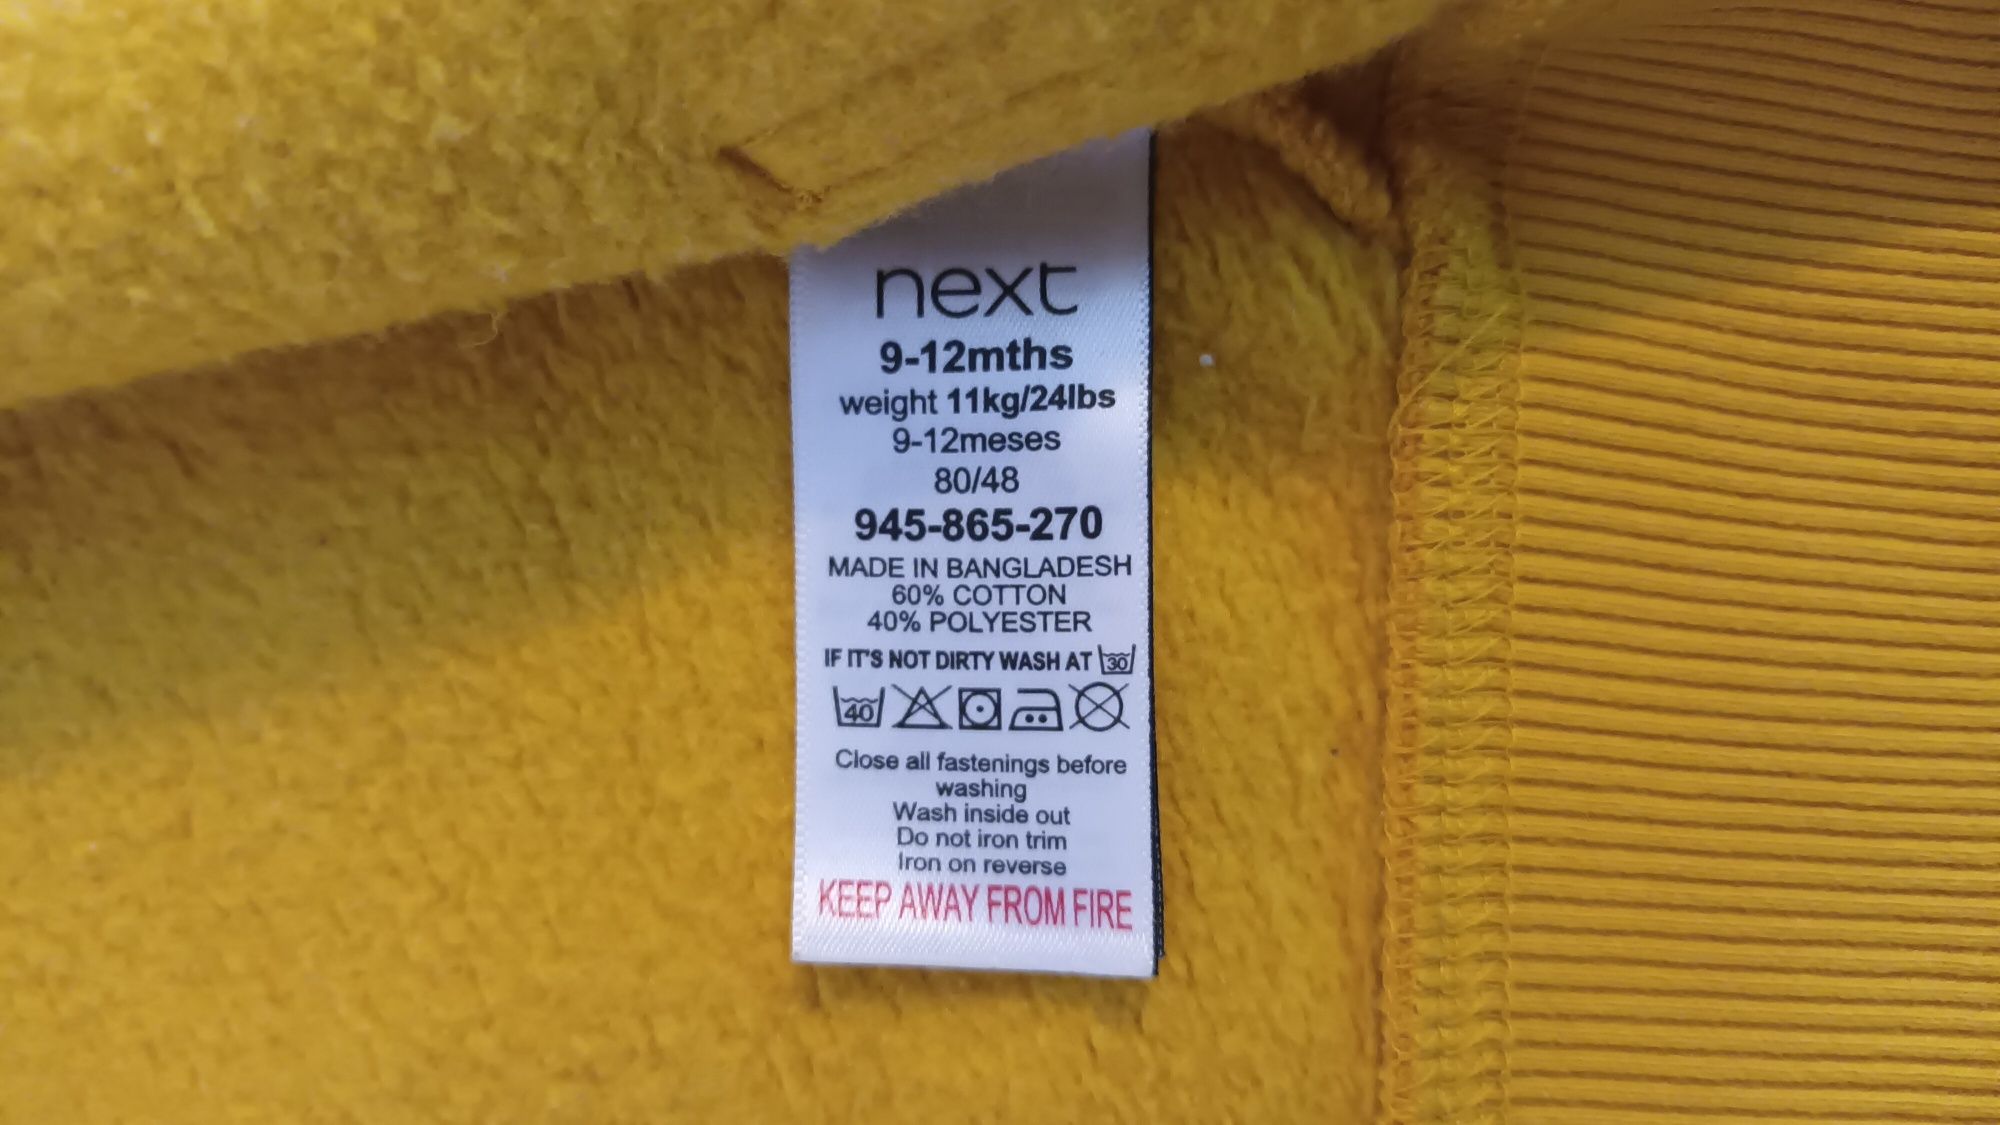 next
9-12mths
weight 11kg/24lbs
9-12meses
80/48
945-865-270
MADE IN BANGLADESH
60% COTTON
40% POLYESTER
IF IT'S NOT DIRTY WASH AT 30
40
Close all fastenings before
washing
Wash inside out
Do not iron trim
Iron on reverse
KEEP AWAY FROM FIRE